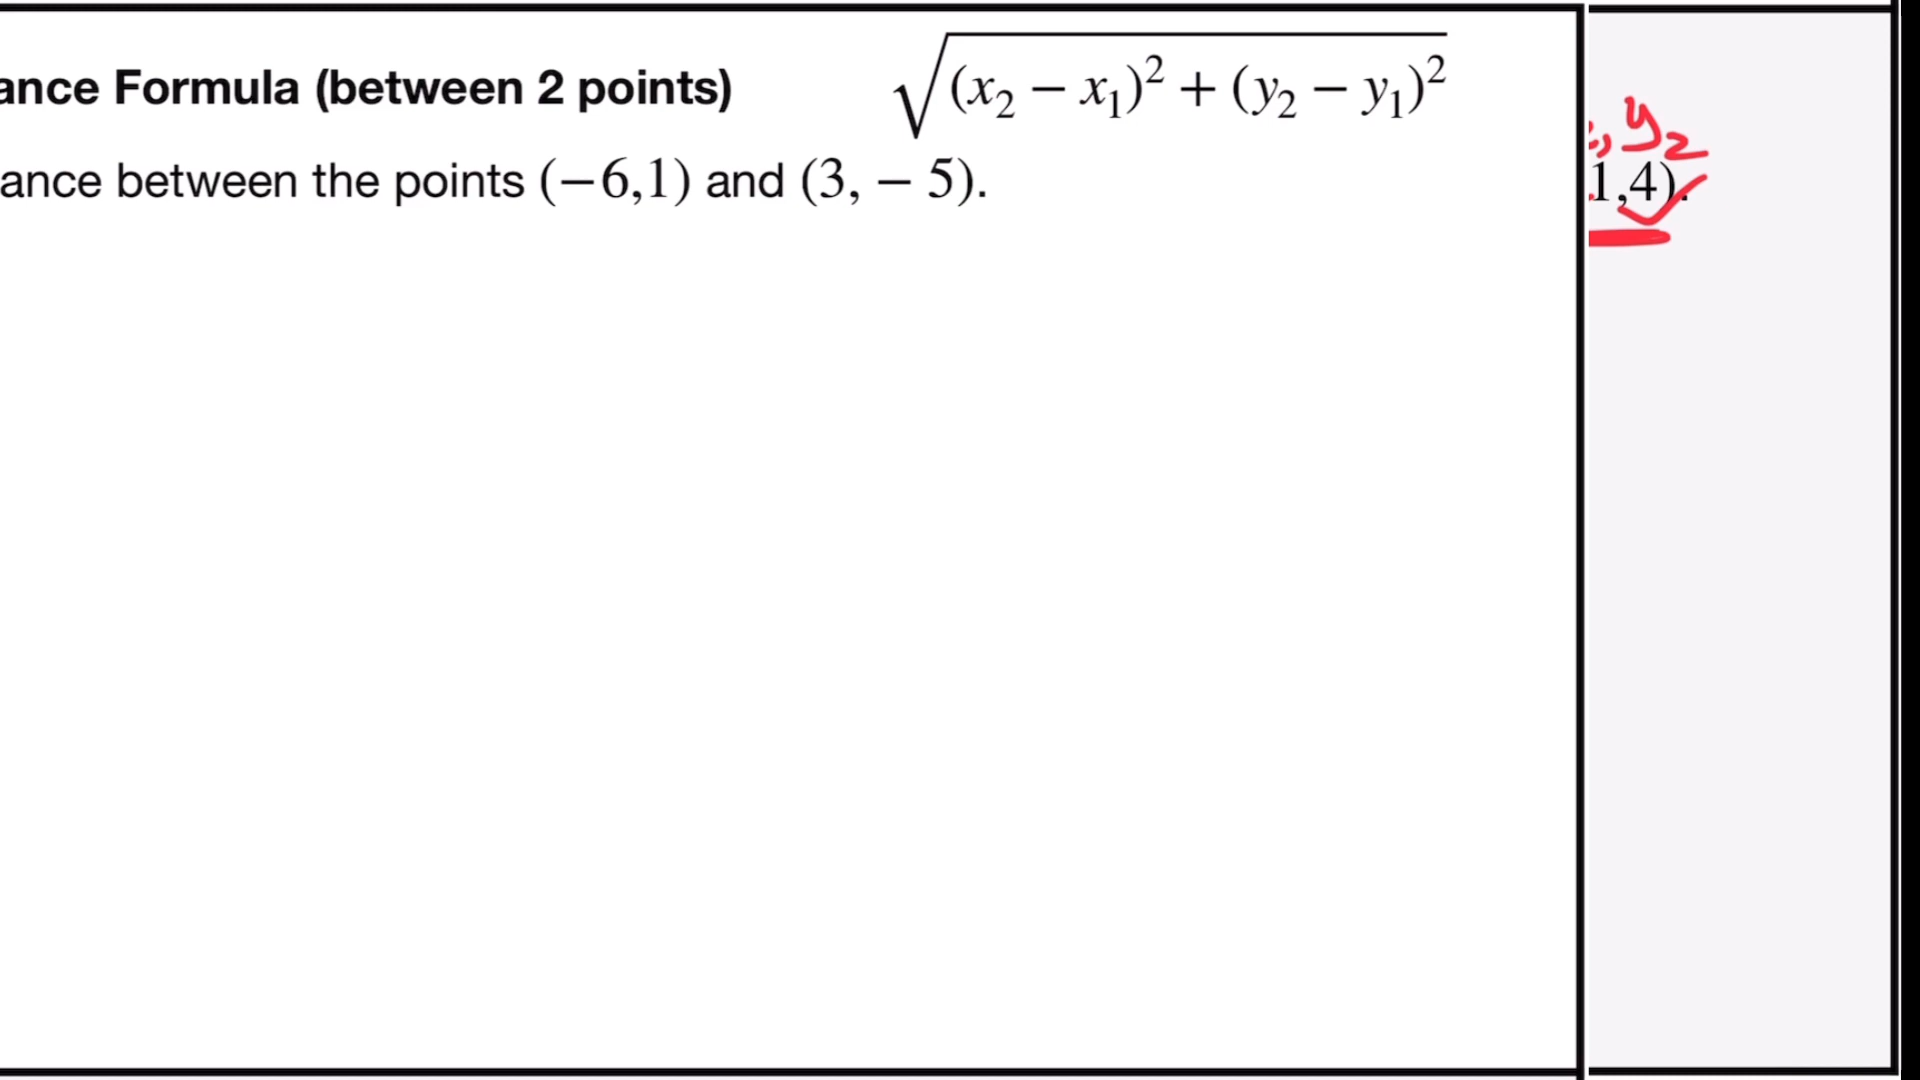 ance Formula (between 2 points) √(x₂ − x₁)² + (y₂ − y₁)²
ance between the points (−6,1) and (3, − 5).
, y₂
1,4).